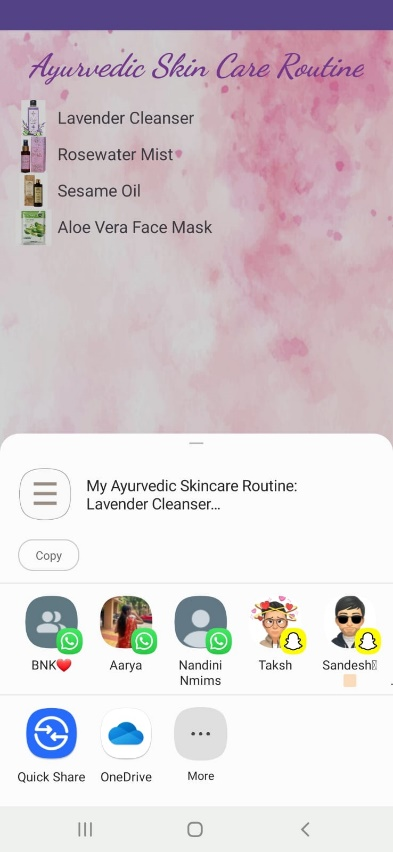 Ayurvedic Skin Care Routine
Lavender Cleanser
Rosewater Mist
Sesame Oil
Aloe Vera Face Mask
My Ayurvedic Skincare Routine:
Lavender Cleanser...
Copy
BNK❤️
Aarya
Nandini
Nmims
Taksh
Sandesh
Quick Share
OneDrive
More